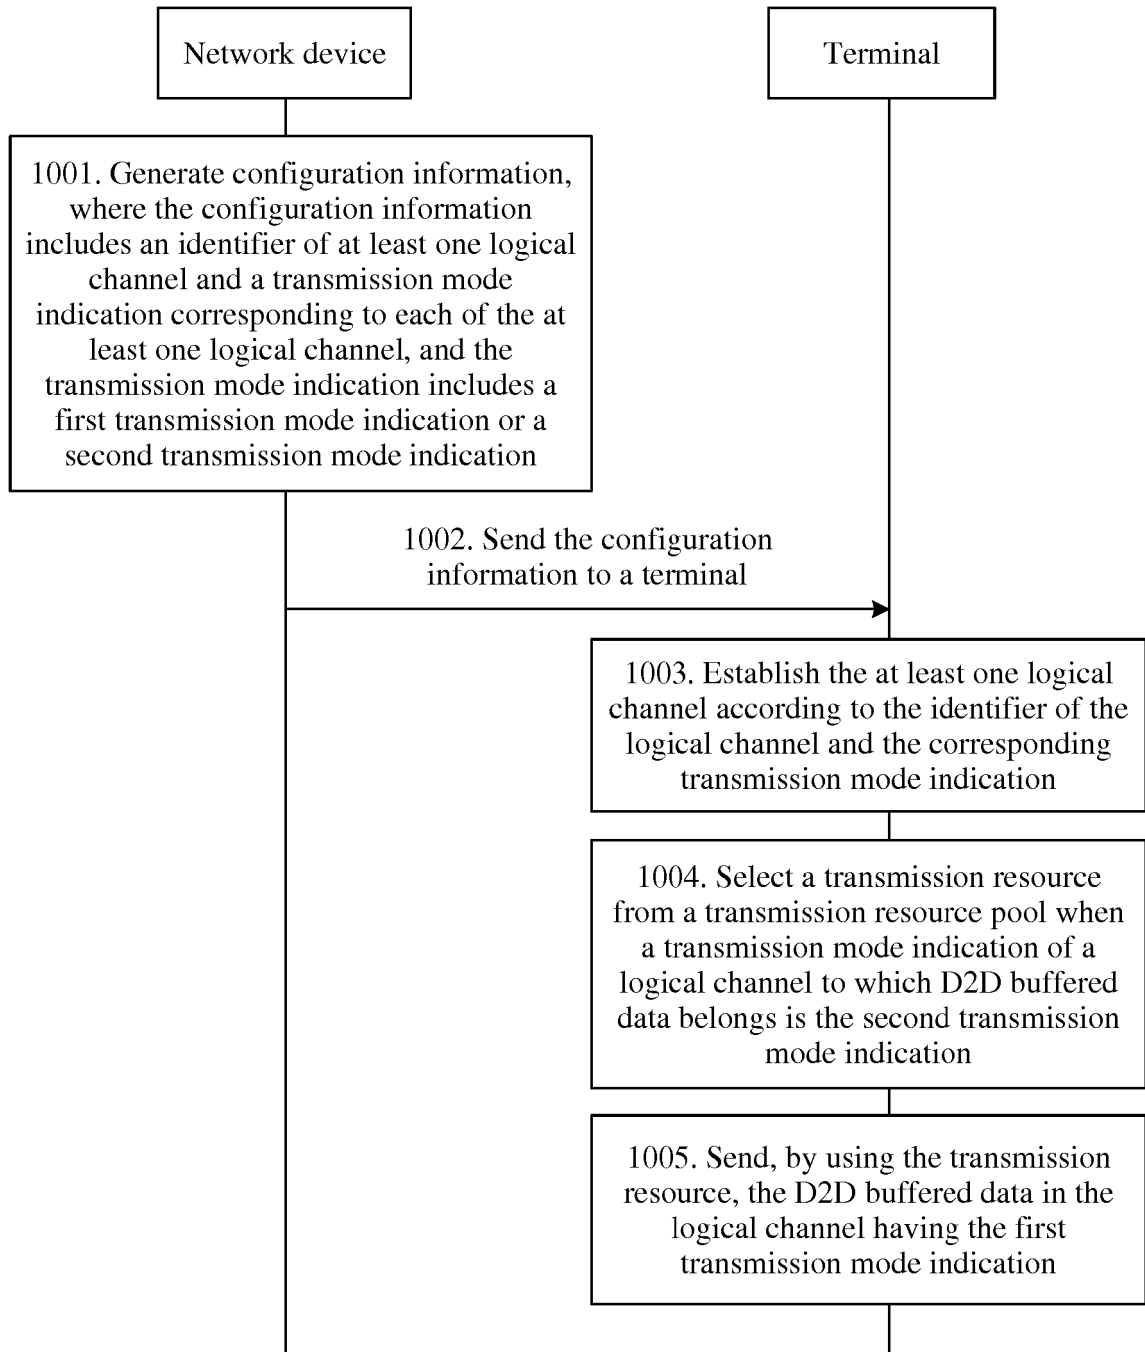 Network device
Terminal
1001. Generate configuration information,
where the configuration information
includes an identifier of at least one logical
channel and a transmission mode
indication corresponding to each of the at
least one logical channel, and the
transmission mode indication includes a
first transmission mode indication or a
second transmission mode indication
1002. Send the configuration
information to a terminal
1003. Establish the at least one logical
channel according to the identifier of the
logical channel and the corresponding
transmission mode indication
1004. Select a transmission resource
from a transmission resource pool when
a transmission mode indication of a
logical channel to which D2D buffered
data belongs is the second transmission
mode indication
1005. Send, by using the transmission
resource, the D2D buffered data in the
logical channel having the first
transmission mode indication